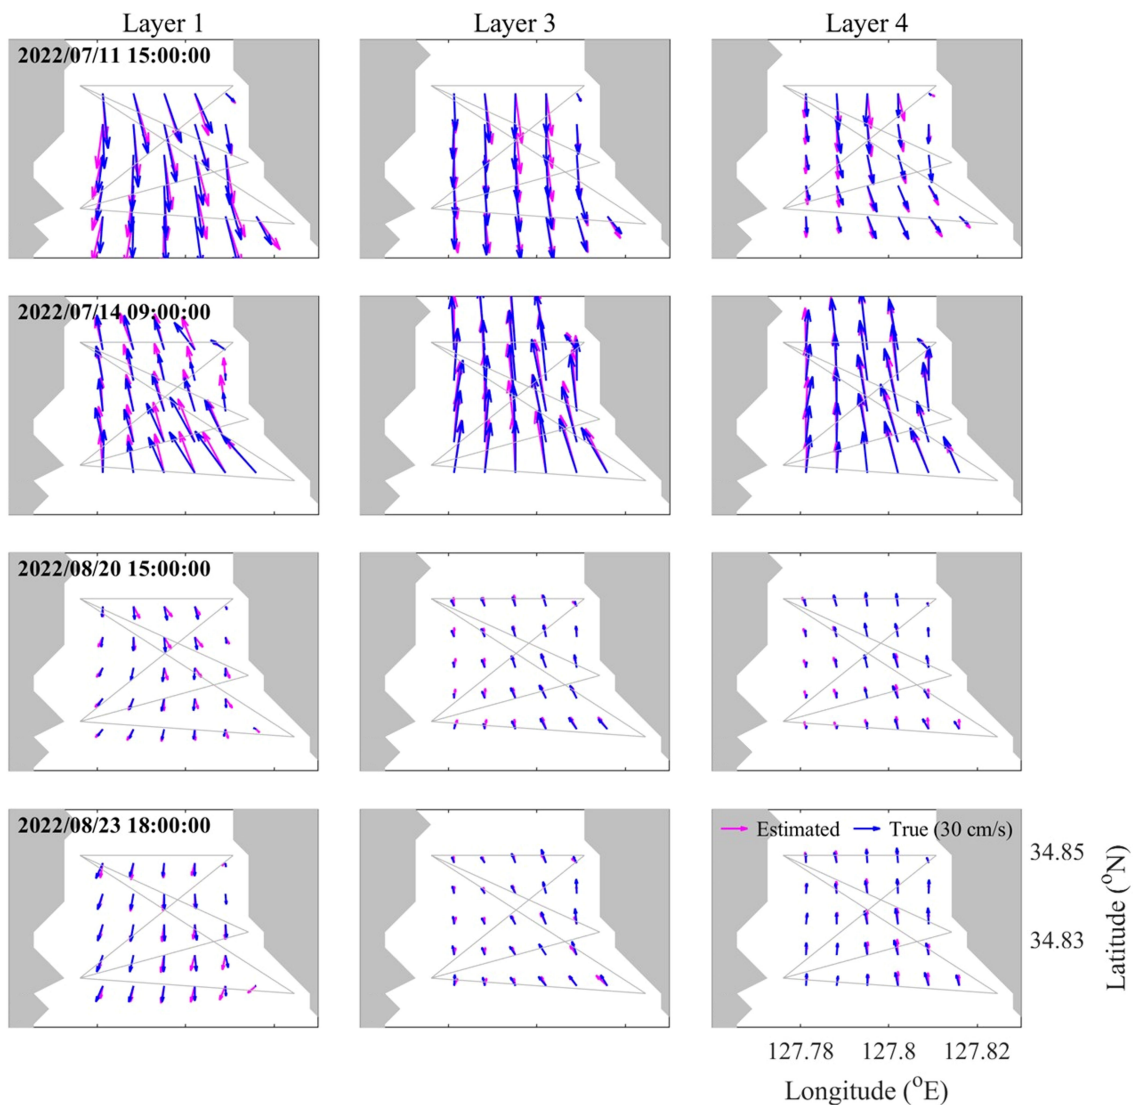 Layer 1 Layer 3 Layer 4
2022/07/11 15:00:00
2022/07/14 09:00:00
2022/08/20 15:00:00
2022/08/23 18:00:00
Estimated True (30 cm/s)
34.85
34.83
Latitude (°N)
127.78 127.8 127.82
Longitude (°E)